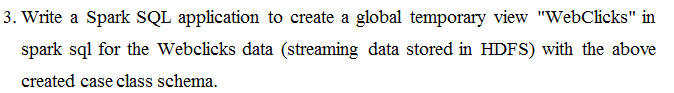 3. Write a Spark SQL application to create a global temporary view "WebClicks" in
spark sql for the Webclicks data (streaming data stored in HDFS) with the above
created case class schema.